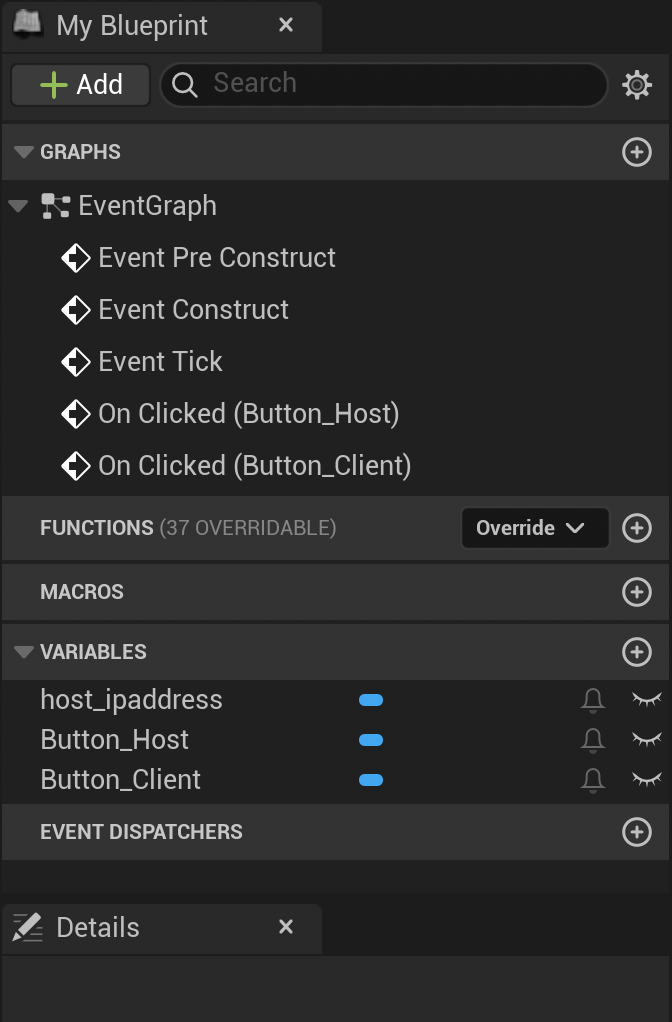 My Blueprint
Add
Search
GRAPHS
EventGraph
Event Pre Construct
Event Construct
Event Tick
On Clicked (Button_Host)
On Clicked (Button_Client)
FUNCTIONS (37 OVERRIDABLE) Override
MACROS
VARIABLES
host_ipaddress
Button_Host
Button_Client
EVENT DISPATCHERS
Details